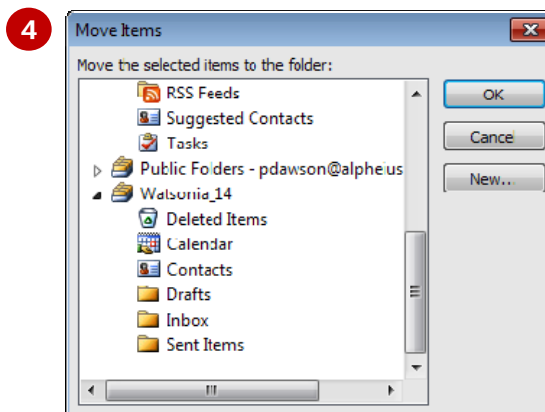 4
Move Items
Move the selected items to the folder:
RSS Feeds
Suggested Contacts
Tasks
Public Folders - pdawson@alpheius
Watsonia_14
Deleted Items
Calendar
Contacts
Drafts
Inbox
Sent Items
OK
Cancel
New...